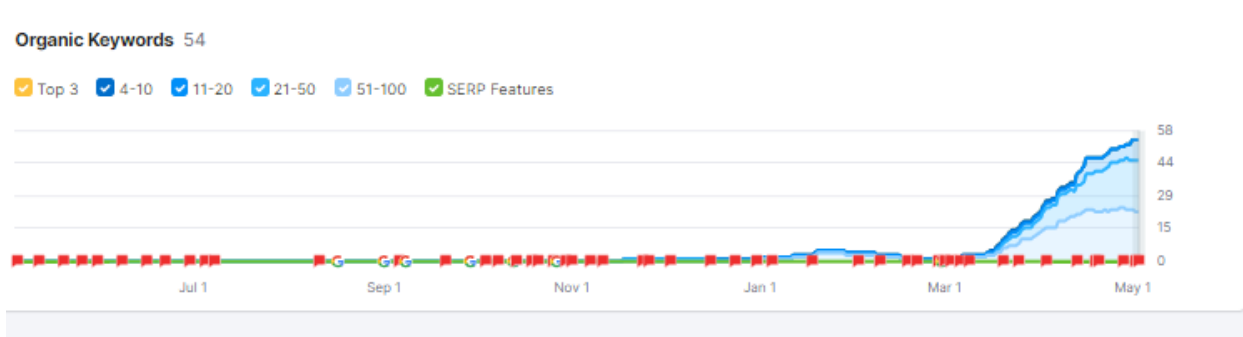 Organic Keywords 54
Top 3 4-10 11-20 21-50 51-100 SERP Features
58
44
29
15
0
Jul 1 Sep 1 Nov 1 Jan 1 Mar 1 May 1